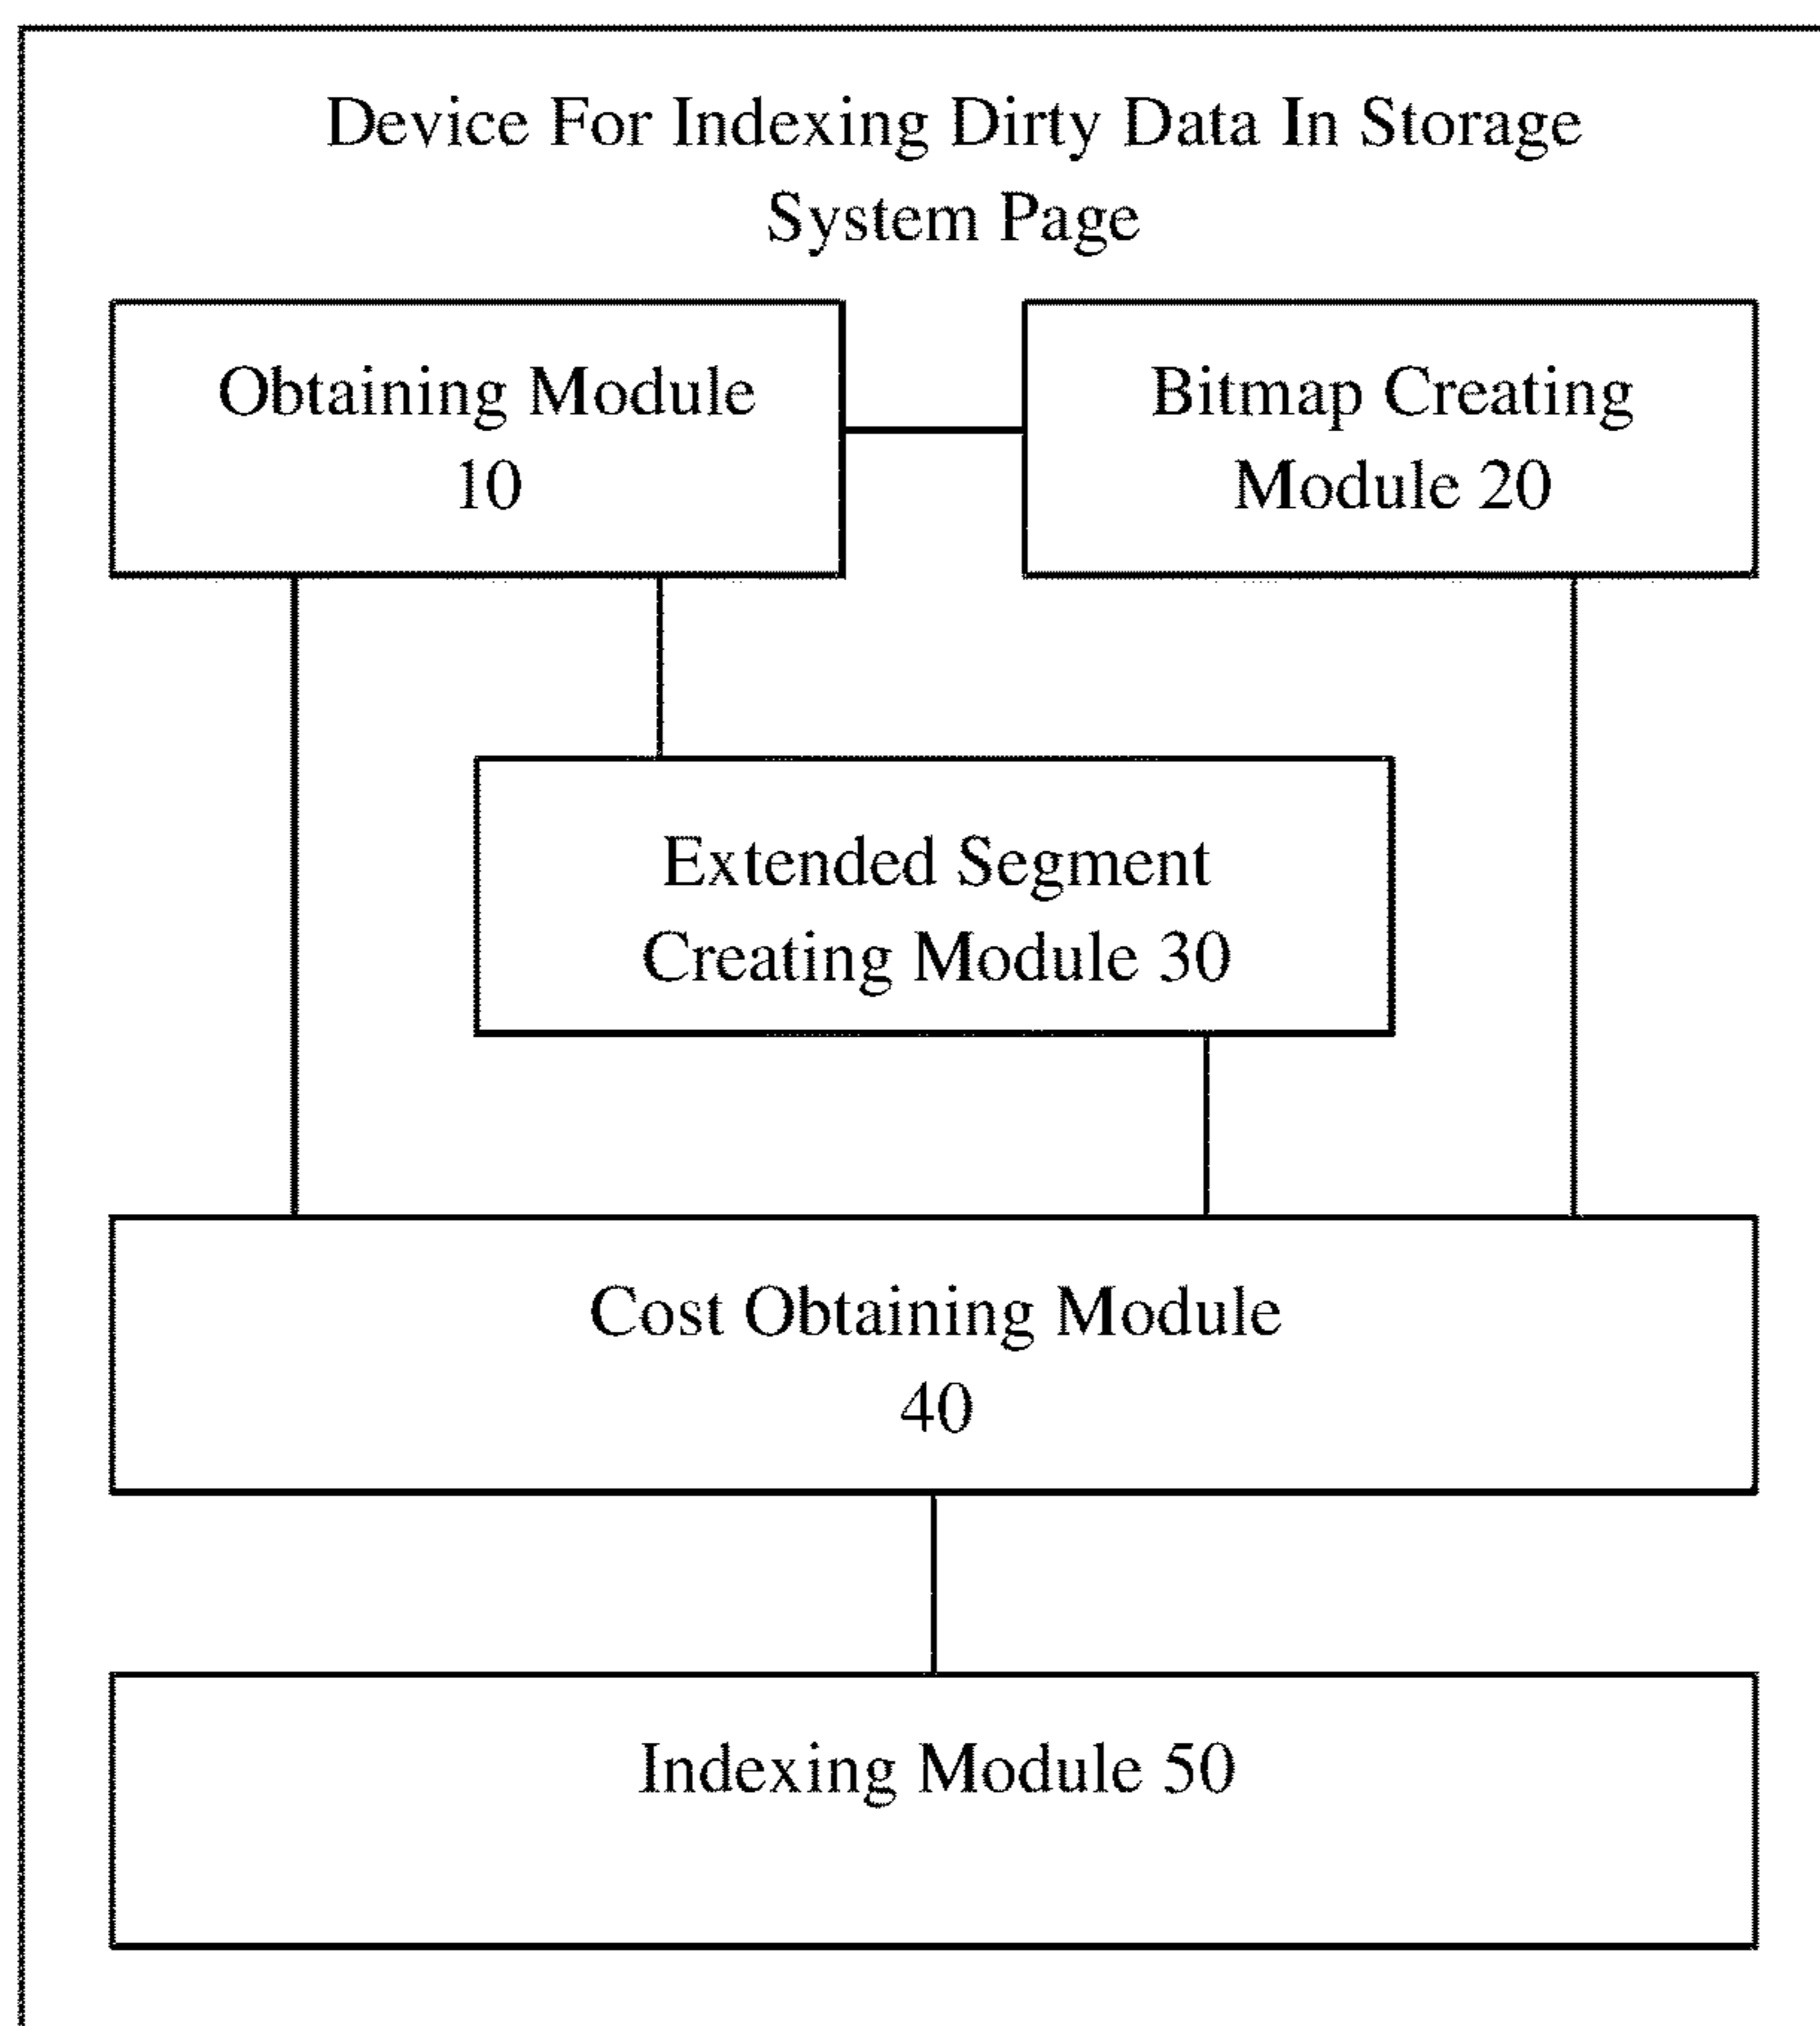 Device For Indexing Dirty Data In Storage
System Page
Obtaining Module
10
Bitmap Creating
Module 20
Extended Segment
Creating Module 30
Cost Obtaining Module
40
Indexing Module 50